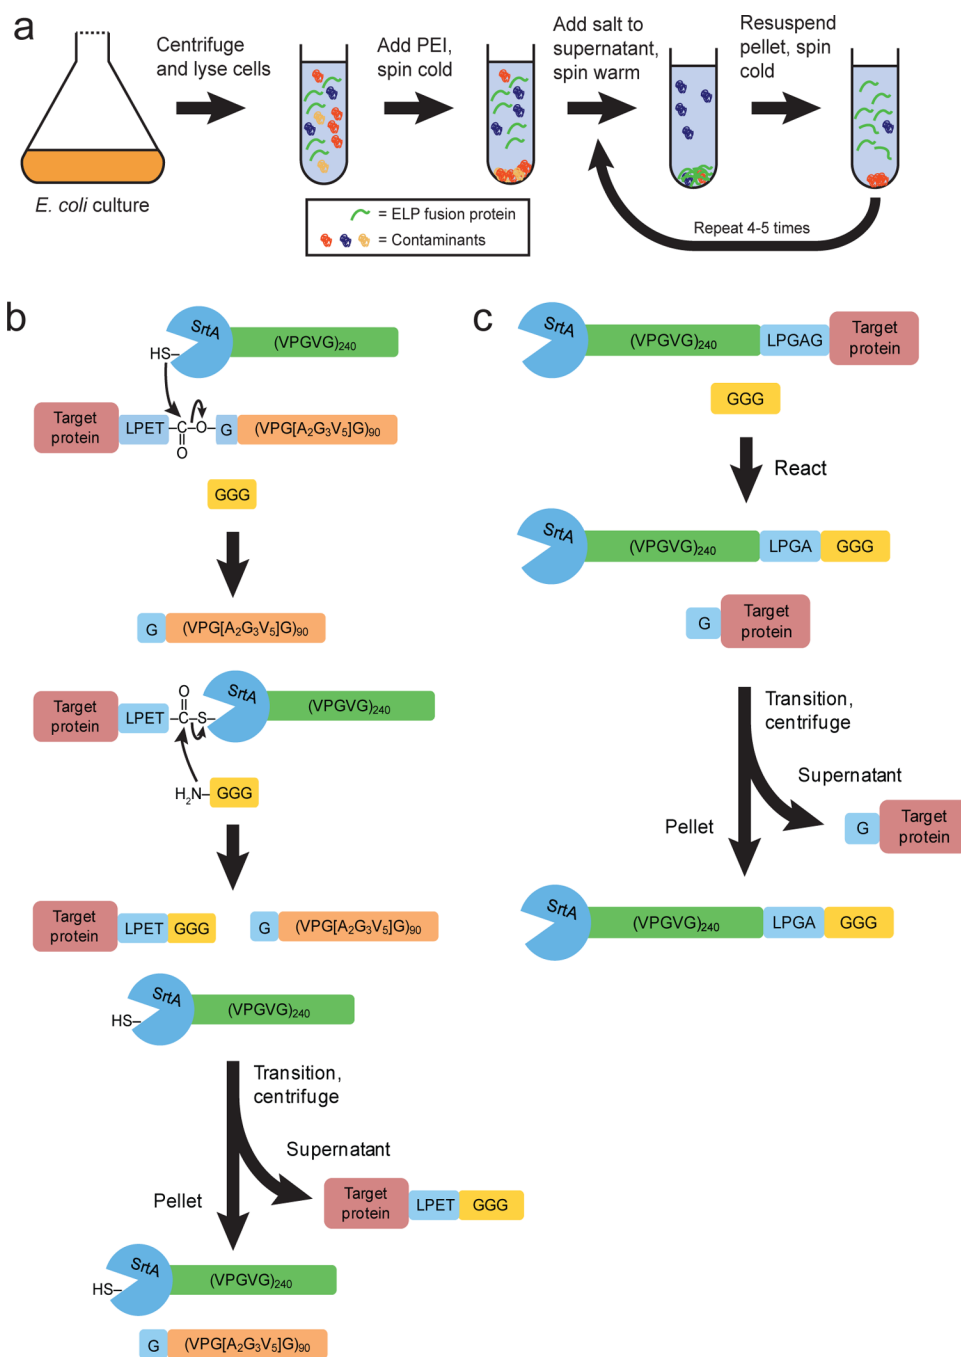 a
Centrifuge
and lyse cells
Add PEI,
spin cold
Add salt to
supernatant,
spin warm
Resuspend
pellet, spin
cold
E. coli culture
= ELP fusion protein
= Contaminants
Repeat 4-5 times
b
SrtA
(VPGVG)240
HS
Target
protein
LPET
C
O
O
G
(VPG[A2G3V5]G)90
GGG
G
(VPG[A2G3V5]G)90
Target
protein
LPET
O
C
S
SrtA
(VPGVG)240
H2N
GGG
Target
protein
LPET
GGG
G
(VPG[A2G3V5]G)90
SrtA
HS
(VPGVG)240
Transition,
centrifuge
Supernatant
Pellet
Target
protein
LPET
GGG
SrtA
HS
(VPGVG)240
G
(VPG[A2G3V5]G)90
c
SrtA
(VPGVG)240
LPGAG
Target
protein
GGG
React
SrtA
(VPGVG)240
LPGA
GGG
G
Target
protein
Transition,
centrifuge
Supernatant
Pellet
G
Target
protein
SrtA
(VPGVG)240
LPGA
GGG